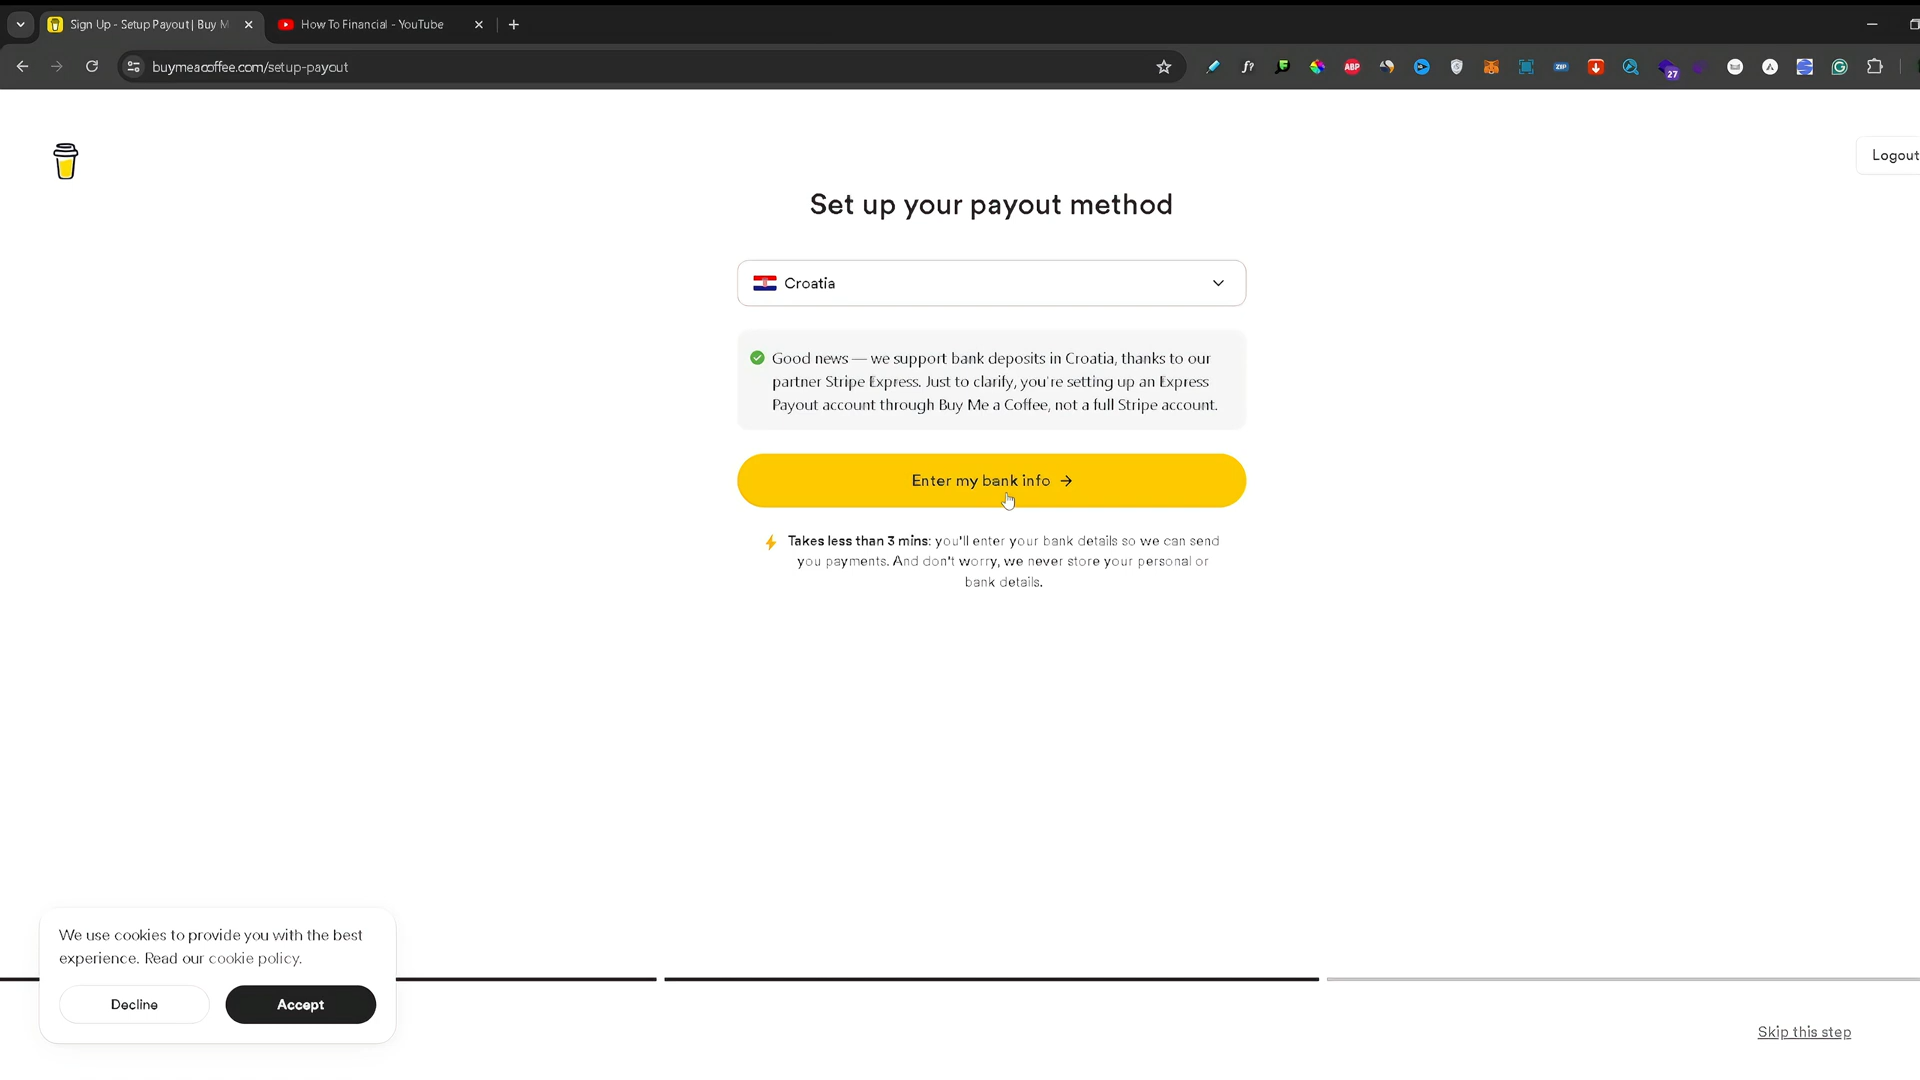 Sign Up - Setup Payout | Buy M
How To Financial - YouTube
buymeacoffee.com/setup-payout
f?
ABP
ZIP
27
Logout
Set up your payout method
Croatia
Good news — we support bank deposits in Croatia, thanks to our
partner Stripe Express. Just to clarify, you're setting up an Express
Payout account through Buy Me a Coffee, not a full Stripe account.
Enter my bank info →
Takes less than 3 mins: you'll enter your bank details so we can send
you payments. And don't worry, we never store your personal or
bank details.
We use cookies to provide you with the best
experience. Read our cookie policy.
Decline
Accept
Skip this step